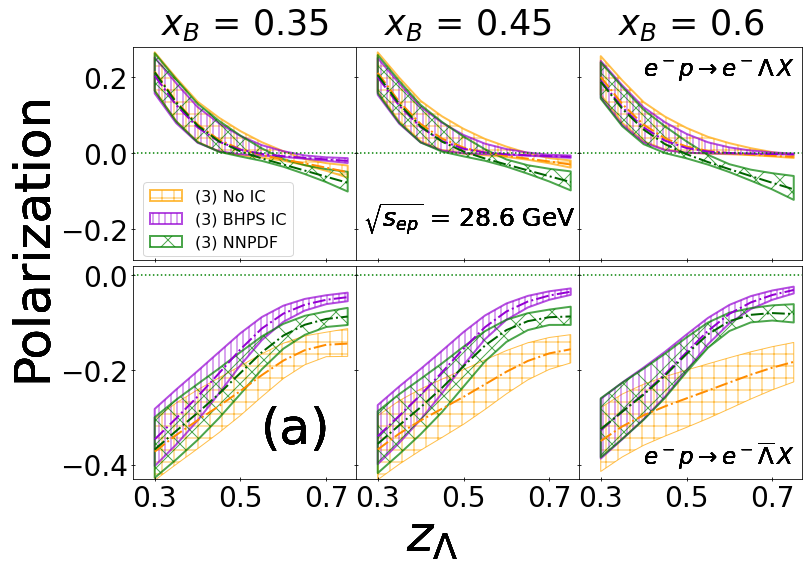 x_B = 0.35 x_B = 0.45 x_B = 0.6
Polarization
0.2
0.0
−0.2
e⁻p→e⁻ΛX
(3) No IC
(3) BHPS IC
(3) NNPDF
√s_ep = 28.6 GeV
0.0
−0.2
−0.4
(a)
e⁻p→e⁻Λ̅X
0.3 0.5 0.7 0.3 0.5 0.7 0.3 0.5 0.7
z_Λ